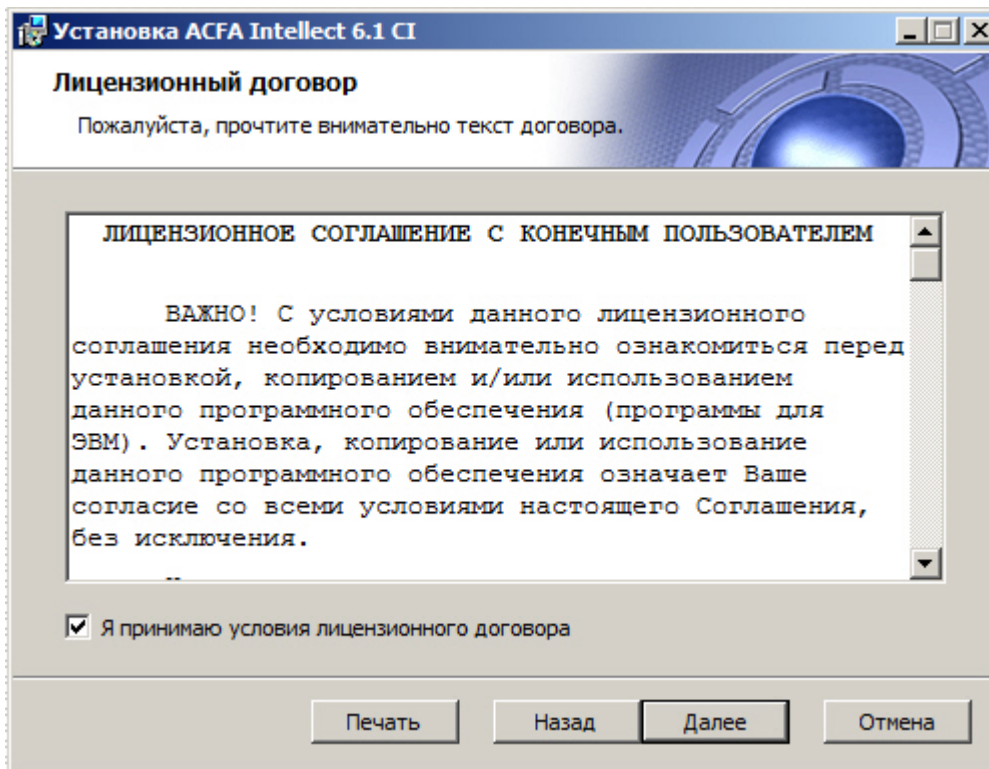 Установка ACFA Intellect 6.1 CI
Лицензионный договор
Пожалуйста, прочтите внимательно текст договора.
ЛИЦЕНЗИОННОЕ СОГЛАШЕНИЕ С КОНЕЧНЫМ ПОЛЬЗОВАТЕЛЕМ
ВАЖНО! С условиями данного лицензионного
соглашения необходимо внимательно ознакомиться перед
установкой, копированием и/или использованием
данного программного обеспечения (программы для
ЭВМ). Установка, копирование или использование
данного программного обеспечения означает Ваше
согласие со всеми условиями настоящего Соглашения,
без исключения.
Я принимаю условия лицензионного договора
Печать
Назад
Далее
Отмена